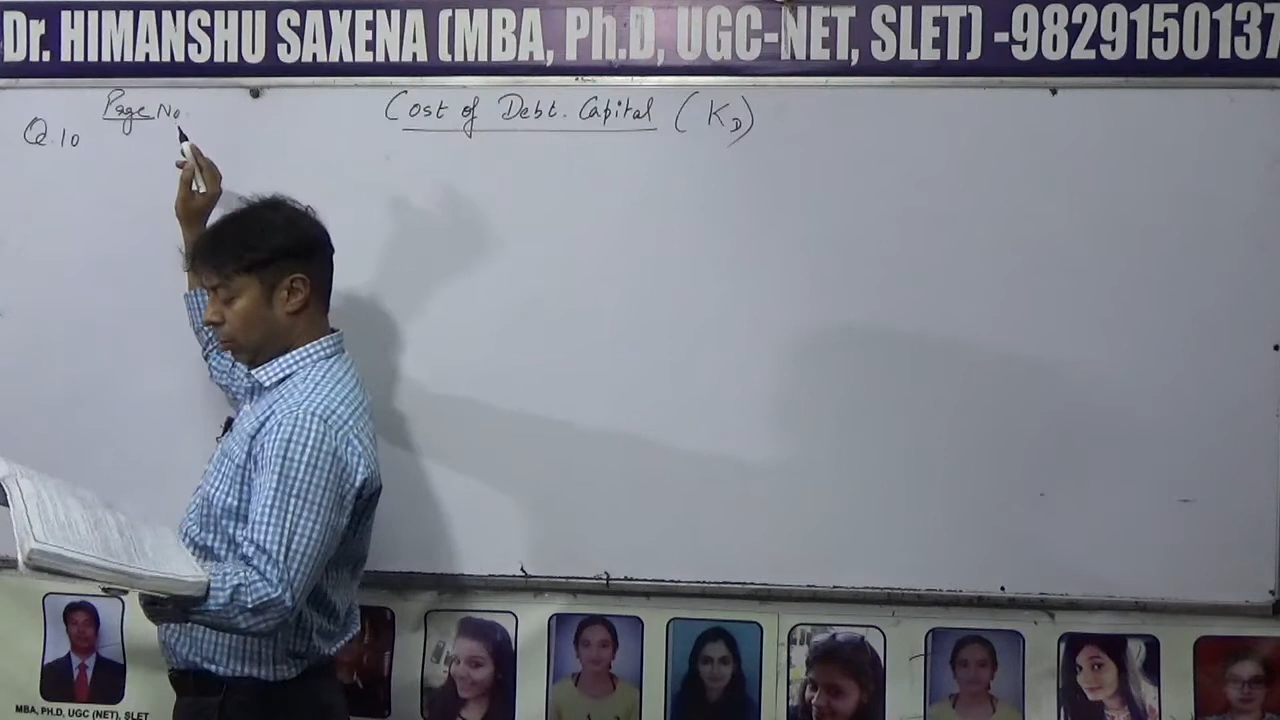 Dr. HIMANSHU SAXENA (MBA, Ph.D, UGC-NET, SLET) -9829150137
Page No.
Cost of Debt. Capital (KD)
Q.10
MBA, PH.D, UGC (NET), SLET